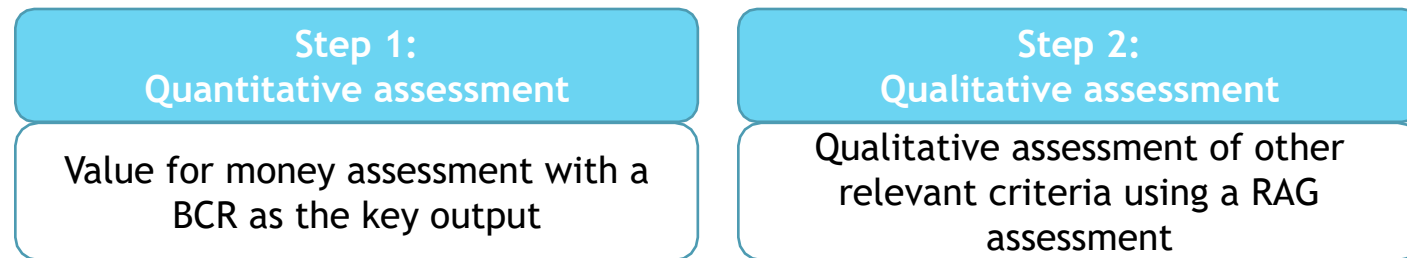 Step 1:
Quantitative assessment
Value for money assessment with a
BCR as the key output
Step 2:
Qualitative assessment
Qualitative assessment of other
relevant criteria using a RAG
assessment